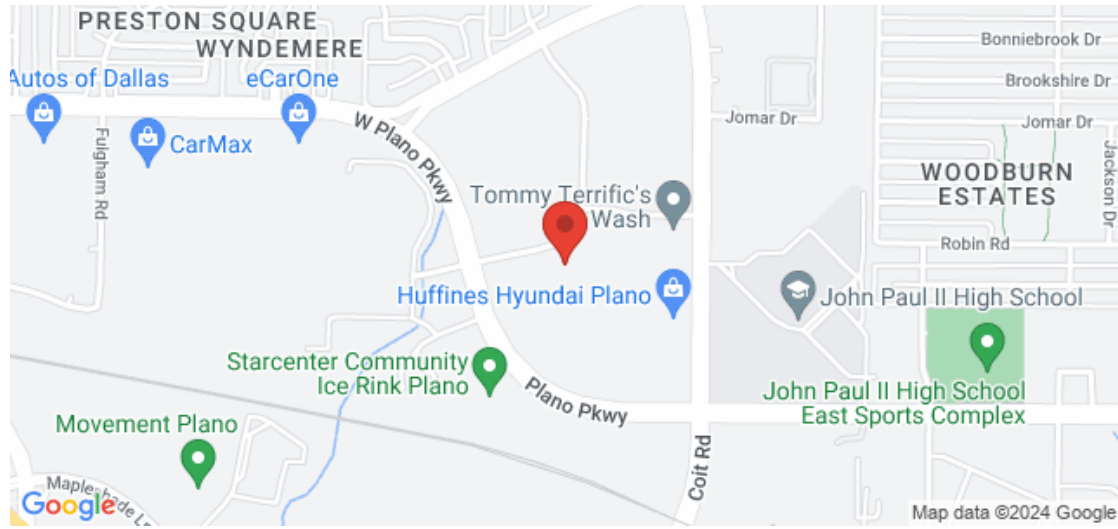 PRESTON SQUARE
WYNDEMERE
Bonniebrook Dr
Autos of Dallas
eCarOne
Brookshire Dr
Jomar Dr
Jomar Dr
W Plano Pkwy
CarMax
Fulgham Rd
Jackson Dr
WOODBURN
ESTATES
Tommy Terrific's
Wash
Robin Rd
Huffines Hyundai Plano
John Paul II High School
Starcenter Community
Ice Rink Plano
Plano Pkwy
John Paul II High School
East Sports Complex
Movement Plano
Coit Rd
Mapleshade Ln
Google
Map data ©2024 Google